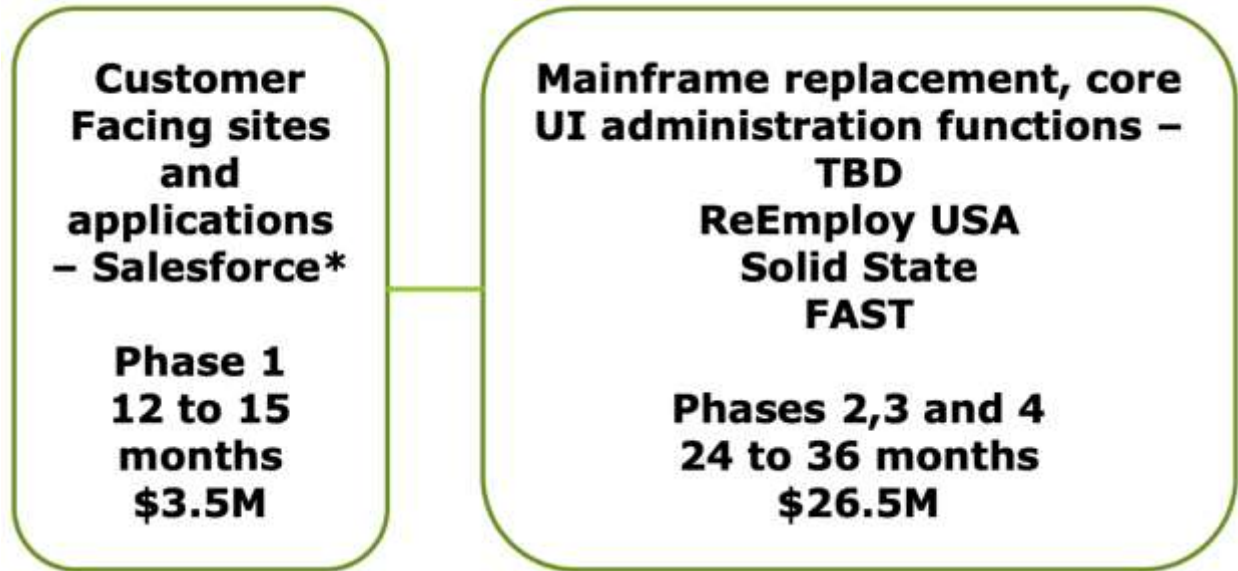 Customer
Facing sites
and
applications
– Salesforce*
Phase 1
12 to 15
months
$3.5M
Mainframe replacement, core
UI administration functions –
TBD
ReEmploy USA
Solid State
FAST
Phases 2,3 and 4
24 to 36 months
$26.5M